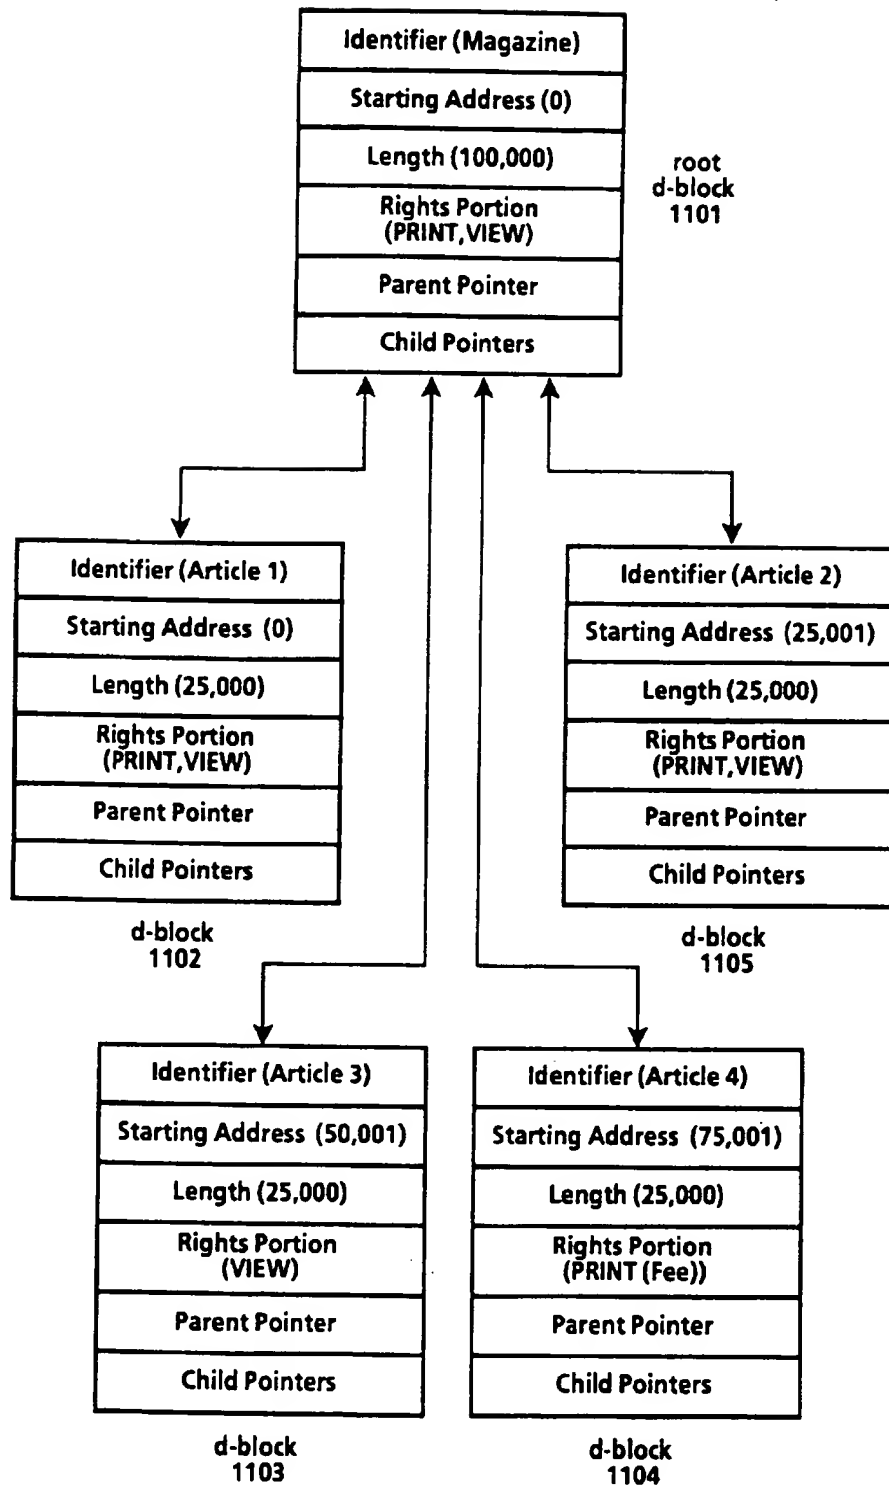 Identifier (Magazine)
Starting Address (0)
Length (100,000)
Rights Portion
(PRINT,VIEW)
Parent Pointer
Child Pointers
root
d-block
1101
Identifier (Article 1)
Starting Address (0)
Length (25,000)
Rights Portion
(PRINT,VIEW)
Parent Pointer
Child Pointers
d-block
1102
Identifier (Article 2)
Starting Address (25,001)
Length (25,000)
Rights Portion
(PRINT,VIEW)
Parent Pointer
Child Pointers
d-block
1105
Identifier (Article 3)
Starting Address (50,001)
Length (25,000)
Rights Portion
(VIEW)
Parent Pointer
Child Pointers
d-block
1103
Identifier (Article 4)
Starting Address (75,001)
Length (25,000)
Rights Portion
(PRINT (Fee))
Parent Pointer
Child Pointers
d-block
1104